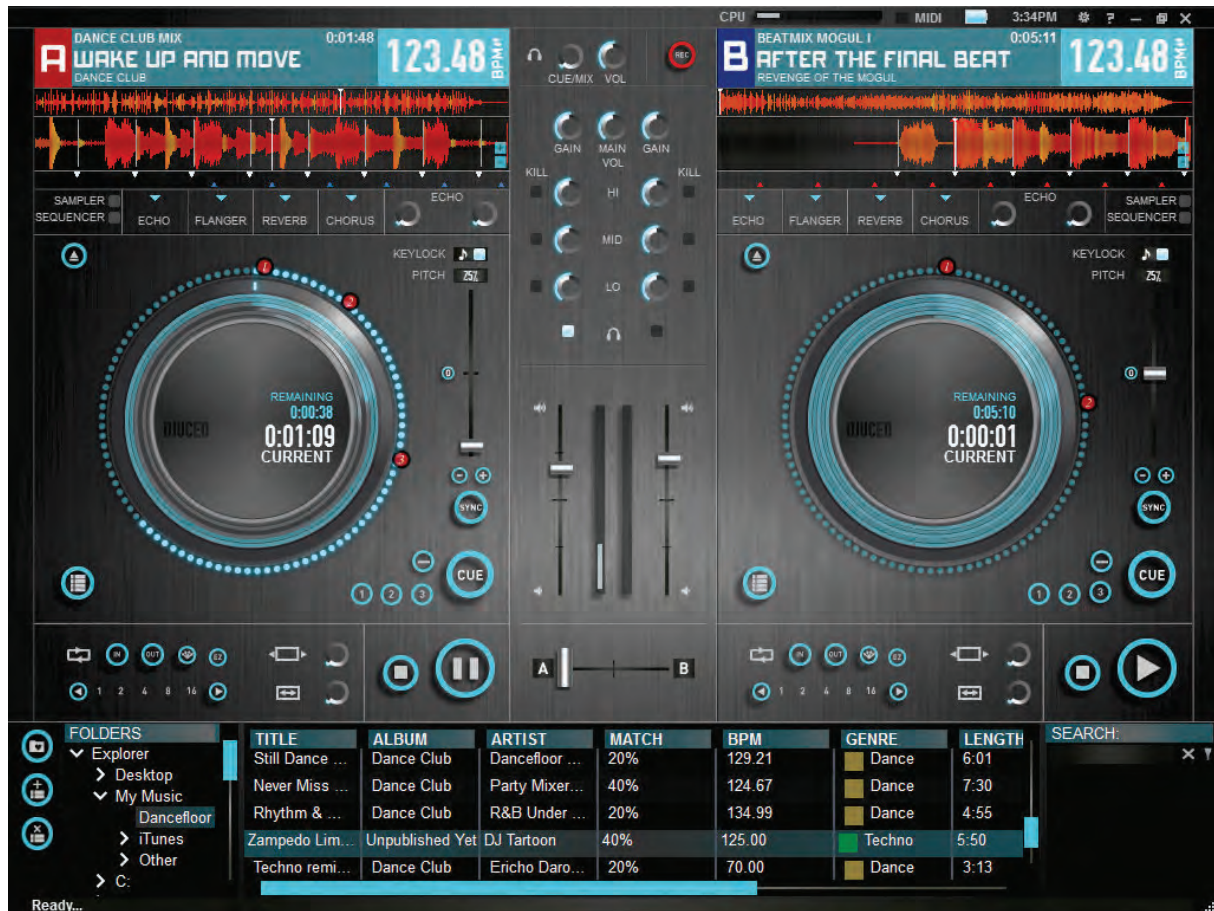 CPU MIDI 3:34PM ?
A DANCE CLUB MIX 0:01:48
WAKE UP AND MOVE
DANCE CLUB
123.48 BPM
CUE/MIX VOL
REC
B BEATMIX MOGUL I 0:05:11
AFTER THE FINAL BEAT
REVENGE OF THE MOGUL
123.48 BPM
GAIN MAIN VOL GAIN
KILL HI KILL
MID
LO
SAMPLER
SEQUENCER
ECHO FLANGER REVERB CHORUS
ECHO
ECHO FLANGER REVERB CHORUS
ECHO
SAMPLER
SEQUENCER
KEYLOCK
PITCH 25%
1
2
3
0
REMAINING
0:00:38
0:01:09
CURRENT
DJUCED
- +
SYNC
CUE
1 2 3
KEYLOCK
PITCH 25%
1
2
0
REMAINING
0:05:10
0:00:01
CURRENT
DJUCED
- +
SYNC
CUE
1 2 3
IN OUT EZ
1 2 4 8 16
A B
IN OUT EZ
1 2 4 8 16
FOLDERS
Explorer
Desktop
My Music
Dancefloor
iTunes
Other
C:
TITLE ALBUM ARTIST MATCH BPM GENRE LENGTH
Still Dance ... Dance Club Dancefloor ... 20% 129.21 Dance 6:01
Never Miss ... Dance Club Party Mixer... 40% 124.67 Dance 7:30
Rhythm & ... Dance Club R&B Under ... 20% 134.99 Dance 4:55
Zampedo Lim... Unpublished Yet DJ Tartoon 40% 125.00 Techno 5:50
Techno remi... Dance Club Ericho Daro... 20% 70.00 Dance 3:13
SEARCH:
Ready...